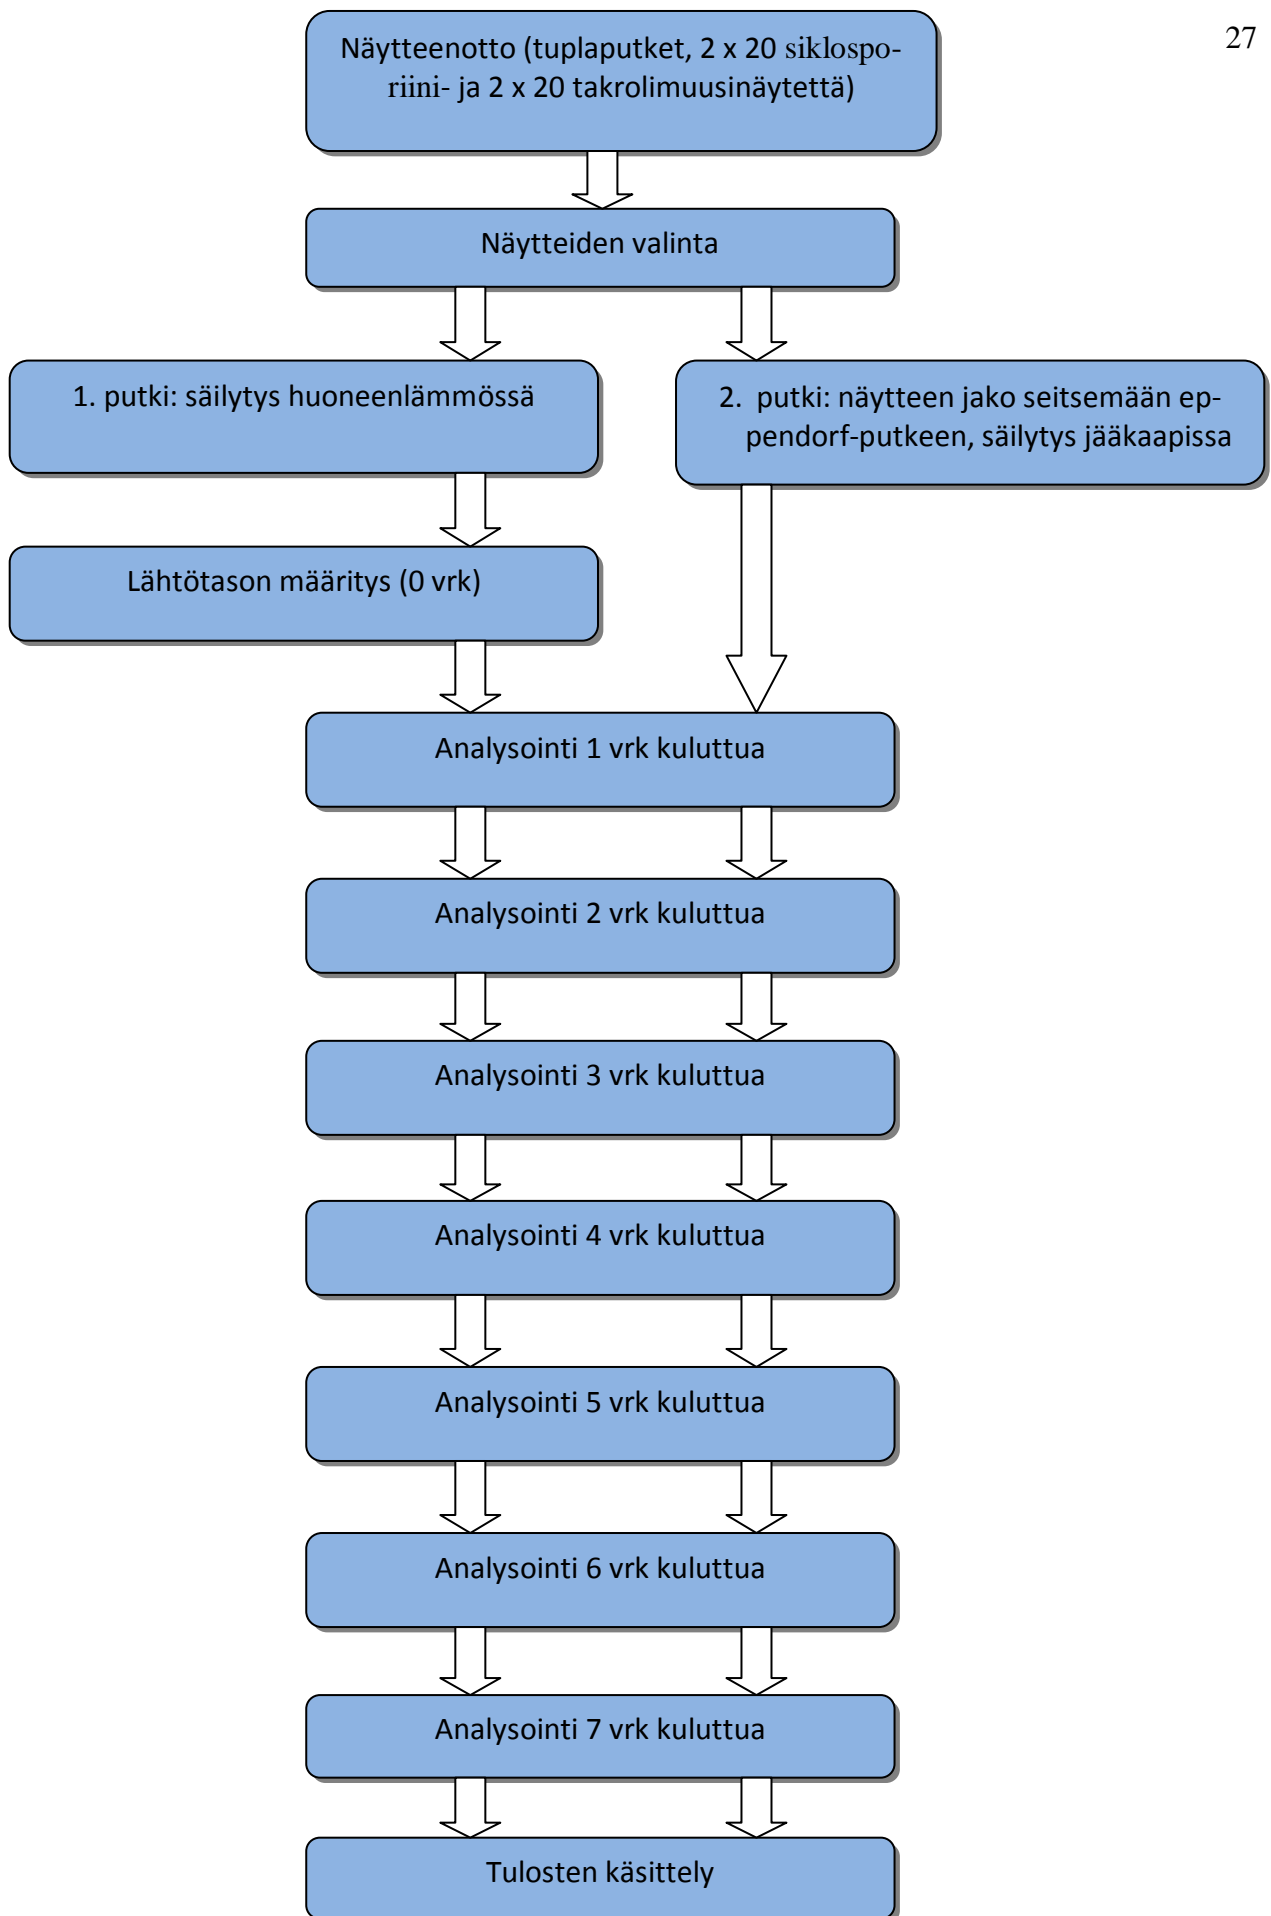 27
Näytteenotto (tuplaputket, 2 x 20 siklospo-
riini- ja 2 x 20 takrolimuusinäytettä)
Näytteiden valinta
1. putki: säilytys huoneenlämmössä
2. putki: näytteen jako seitsemään ep-
pendorf-putkeen, säilytys jääkaapissa
Lähtötason määritys (0 vrk)
Analysointi 1 vrk kuluttua
Analysointi 2 vrk kuluttua
Analysointi 3 vrk kuluttua
Analysointi 4 vrk kuluttua
Analysointi 5 vrk kuluttua
Analysointi 6 vrk kuluttua
Analysointi 7 vrk kuluttua
Tulosten käsittely